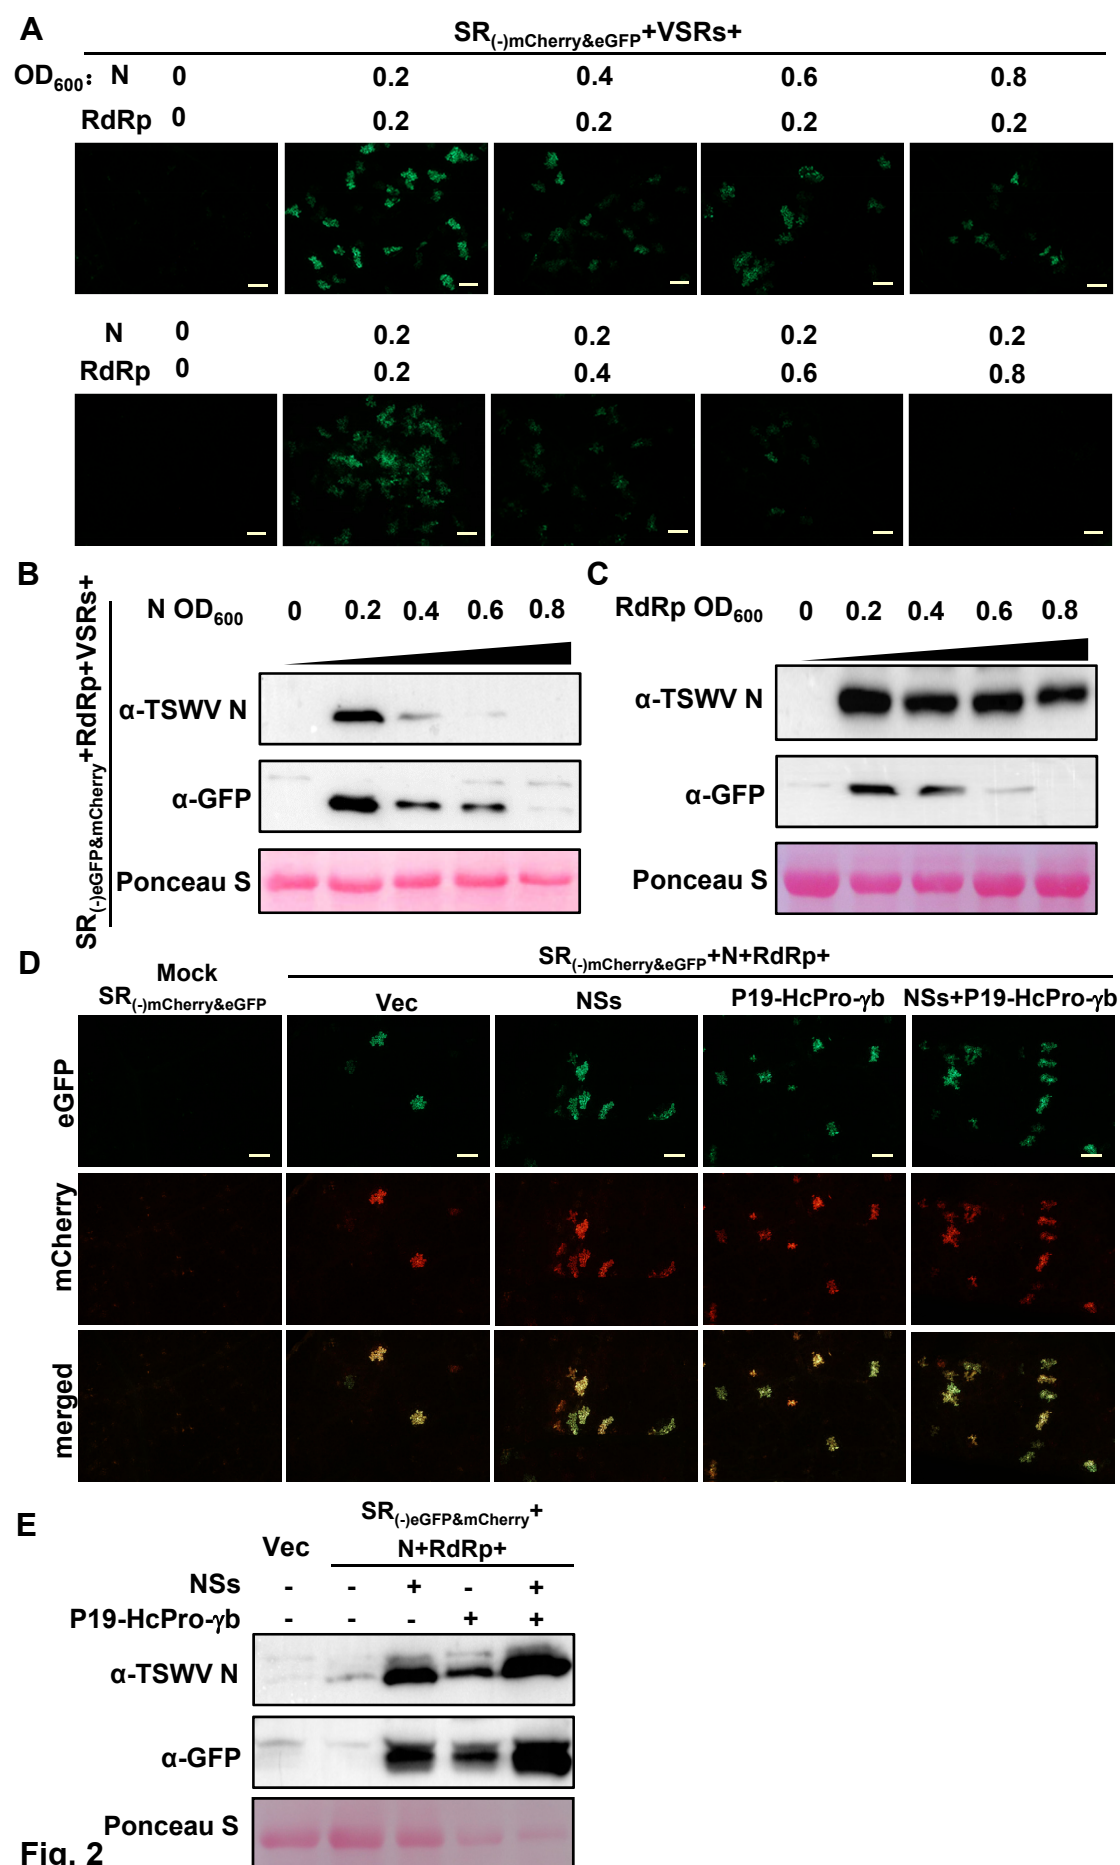 A
SR(-)mCherry&eGFP+VSRs+
OD600: N 0 0.2 0.4 0.6 0.8
RdRp 0 0.2 0.2 0.2 0.2
N 0 0.2 0.2 0.2 0.2
RdRp 0 0.2 0.4 0.6 0.8
B
SR(-)eGFP&mCherry+RdRp+VSRs+
N OD600 0 0.2 0.4 0.6 0.8
α-TSWV N
α-GFP
Ponceau S
C
RdRp OD600 0 0.2 0.4 0.6 0.8
α-TSWV N
α-GFP
Ponceau S
D
Mock
SR(-)mCherry&eGFP
SR(-)mCherry&eGFP+N+RdRp+
Vec NSs P19-HcPro-γb NSs+P19-HcPro-γb
eGFP
mCherry
merged
E
SR(-)eGFP&mCherry+
Vec N+RdRp+
NSs - - + - +
P19-HcPro-γb - - - + +
α-TSWV N
α-GFP
Ponceau S
Fig. 2